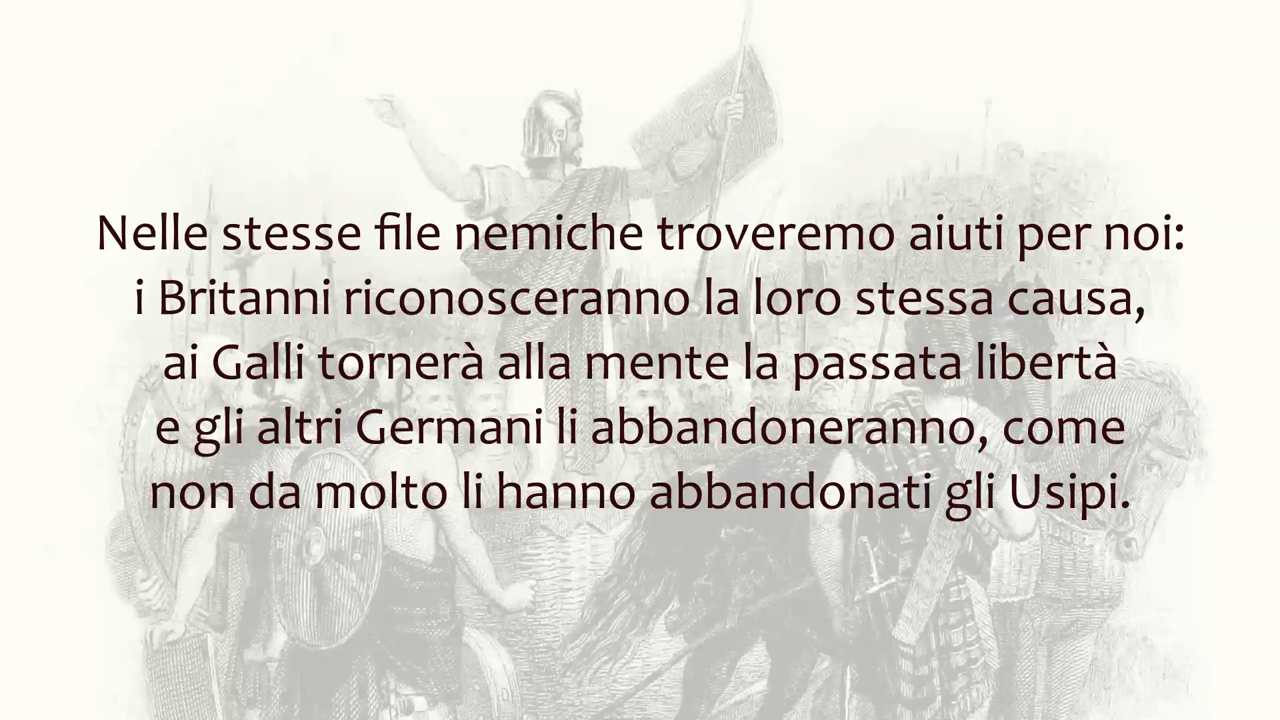 Nelle stesse file nemiche troveremo aiuti per noi:
i Britanni riconosceranno la loro stessa causa,
ai Galli tornerà alla mente la passata libertà
e gli altri Germani li abbandoneranno, come
non da molto li hanno abbandonati gli Usipi.